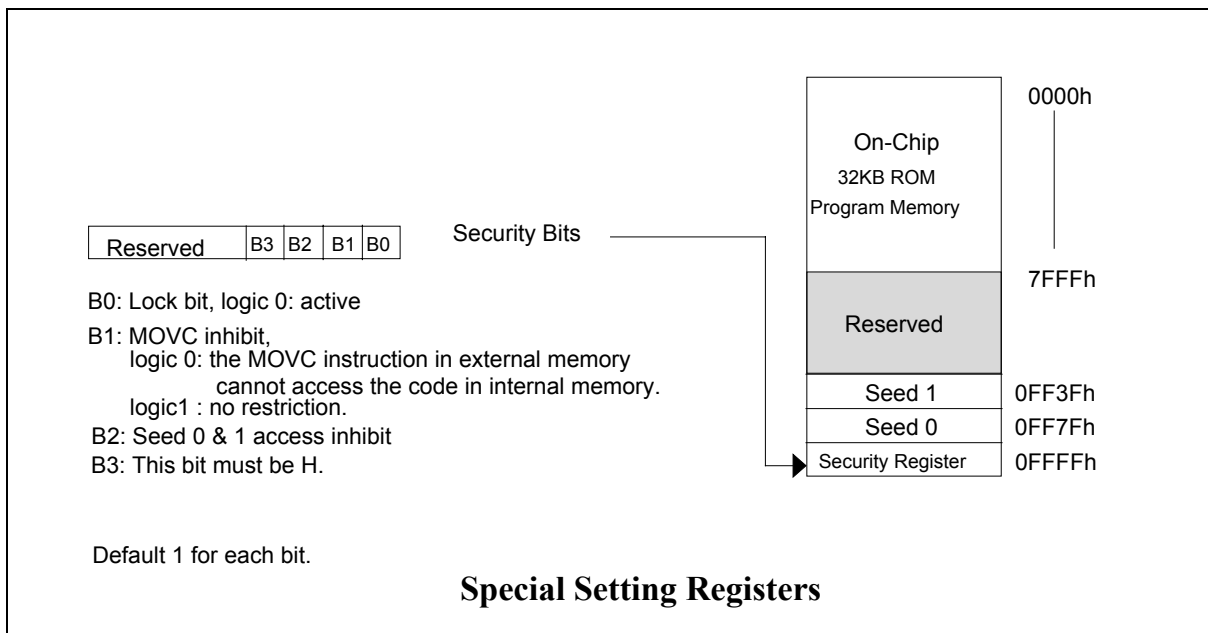 0000h
On-Chip
32KB ROM
Program Memory
7FFFh
Reserved B3 B2 B1 B0
Security Bits
B0: Lock bit, logic 0: active
B1: MOVC inhibit,
logic 0: the MOVC instruction in external memory
cannot access the code in internal memory.
logic1 : no restriction.
B2: Seed 0 & 1 access inhibit
B3: This bit must be H.
Reserved
Seed 1 0FF3Fh
Seed 0 0FF7Fh
Security Register 0FFFFh
Default 1 for each bit.
Special Setting Registers